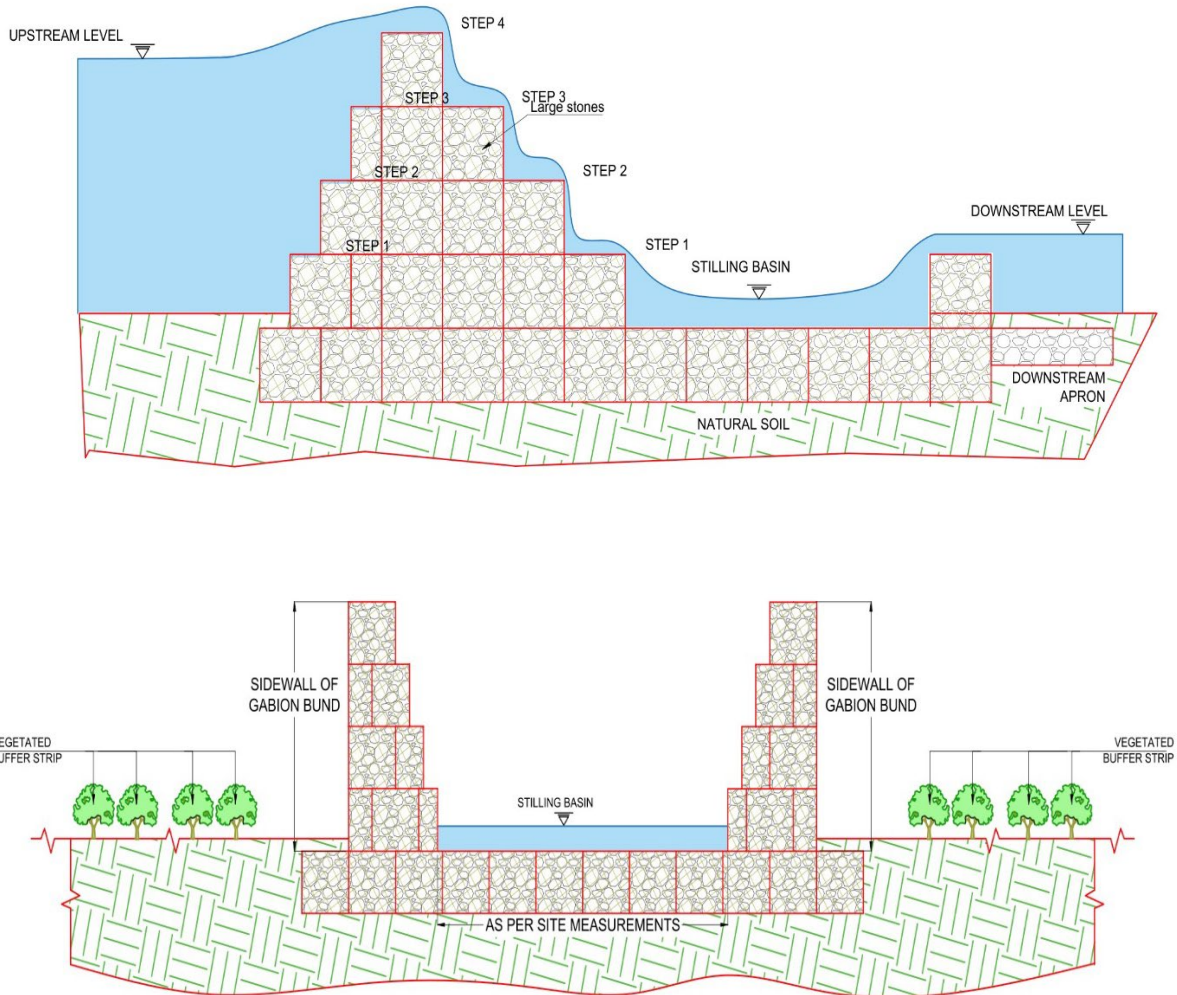 STEP 4
UPSTREAM LEVEL
STEP 3
STEP 3
Large stones
STEP 2
STEP 2
DOWNSTREAM LEVEL
STEP 1
STEP 1
STILLING BASIN
DOWNSTREAM
APRON
NATURAL SOIL
SIDEWALL OF
GABION BUND
SIDEWALL OF
GABION BUND
EGETATED
UFFER STRIP
VEGETATED
BUFFER STRIP
STILLING BASIN
AS PER SITE MEASUREMENTS